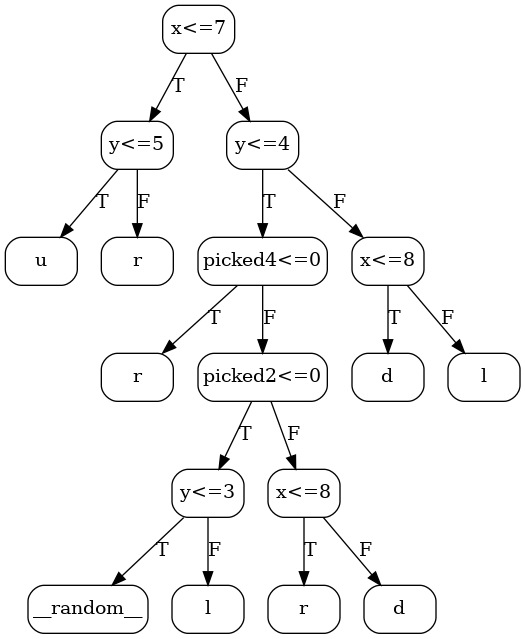 x<=7
T
F
y<=5
y<=4
T
F
T
F
u
r
picked4<=0
x<=8
T
F
T
F
r
picked2<=0
d
l
T
F
y<=3
x<=8
T
F
T
F
__random__
l
r
d